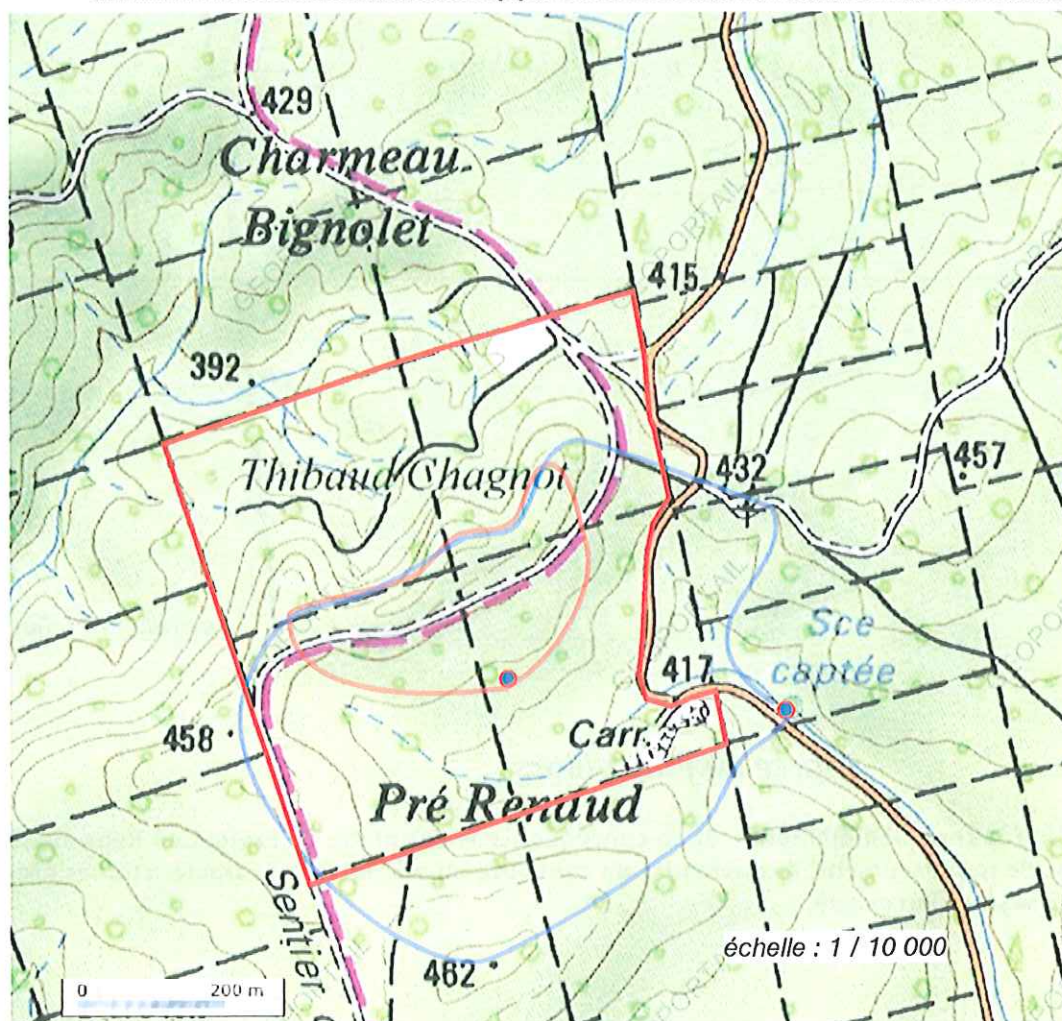 429
Charmeau
Bignolet
415
392
Thibaud Chagnot
432
457
Sce
captée
417
458
Carr.
Pré Renaud
Sentier
462
échelle : 1 / 10 000
0 200 m
GEOPORTAIL